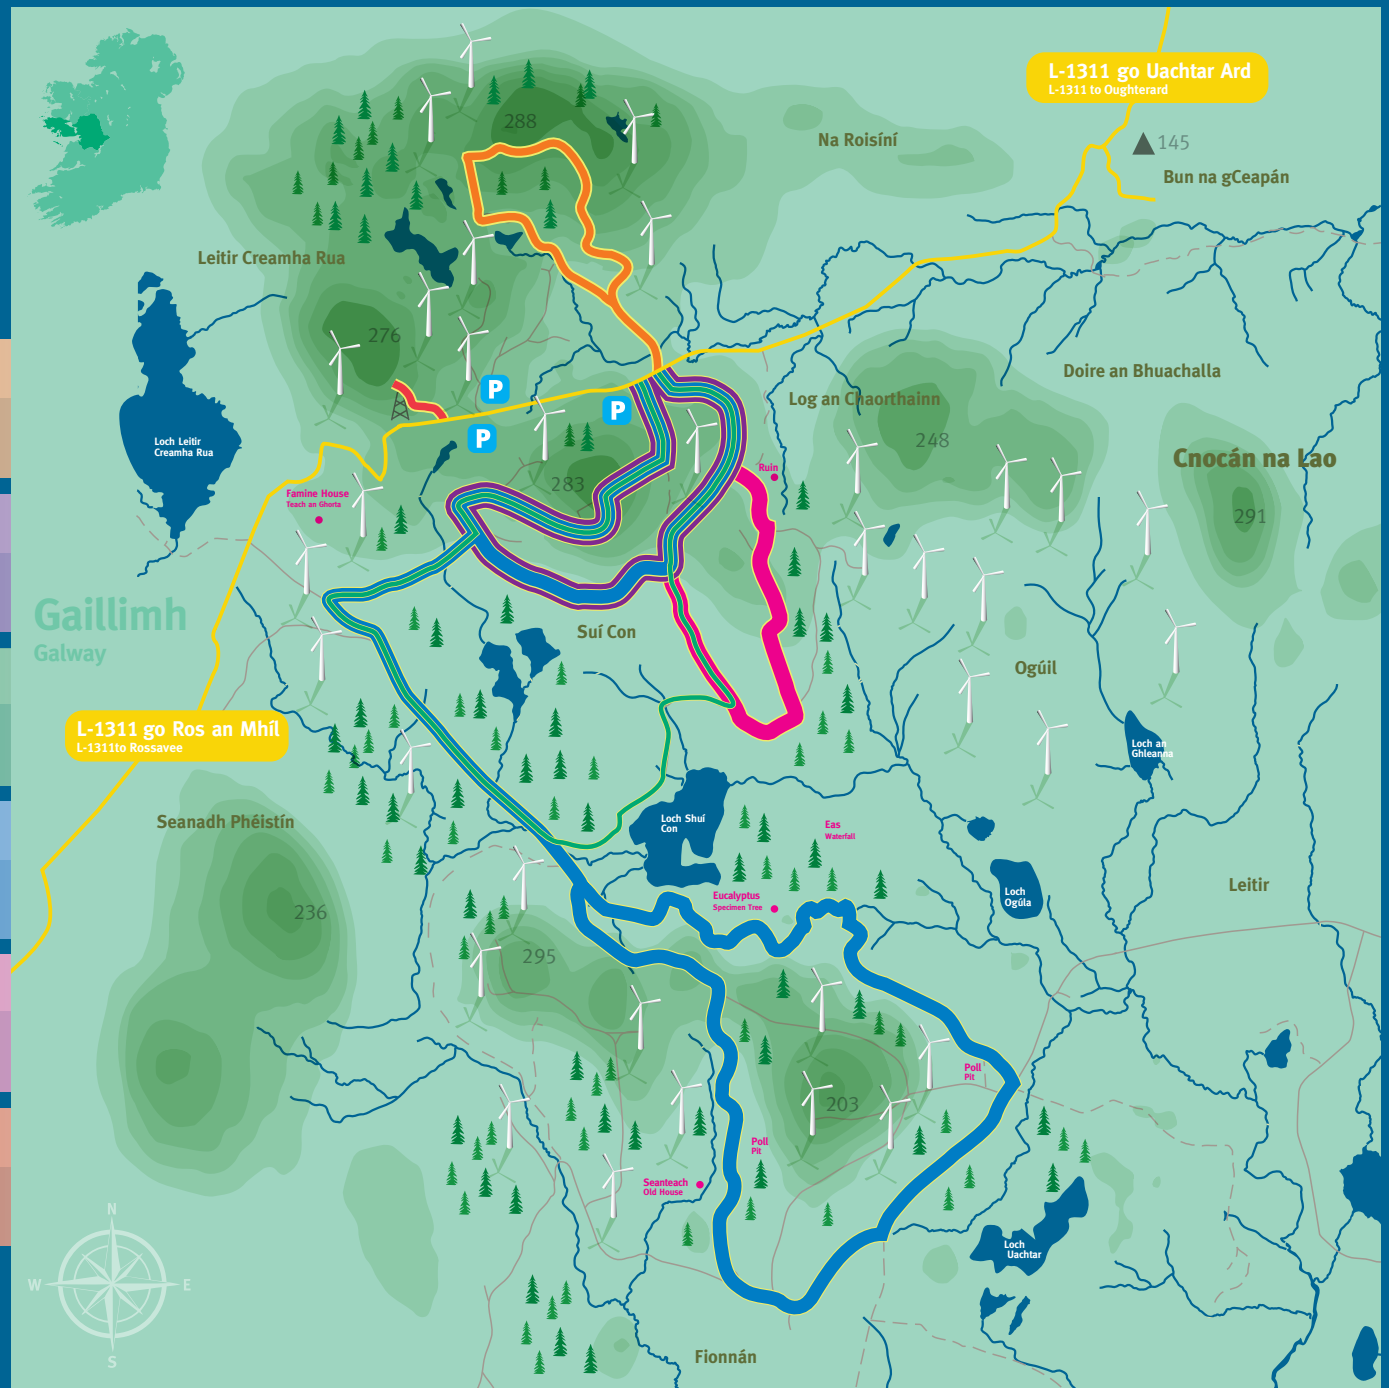 L-1311 go Uachtar Ard
L-1311 to Oughterard
288
Na Roisíní
145
Bun na gCeapán
Leitir Creamha Rua
276
Doire an Bhuachalla
P
P
P
Log an Chaorthainn
248
Loch Leitir
Creamha Rua
Cnocán na Lao
Ruin
283
Famine House
Teach an Ghorta
291
Gaillimh
Galway
Suí Con
Ogúil
L-1311 go Ros an Mhíl
L-1311to Rossavee
Loch an
Ghleanna
Seanadh Phéistín
Loch Shuí
Con
Eas
Waterfall
Leitir
Loch
Ogúla
Eucalyptus
Specimen Tree
236
295
Poll
Pit
203
Poll
Pit
Seanteach
Old House
N
W
E
S
Loch
Uachtar
Fionnán